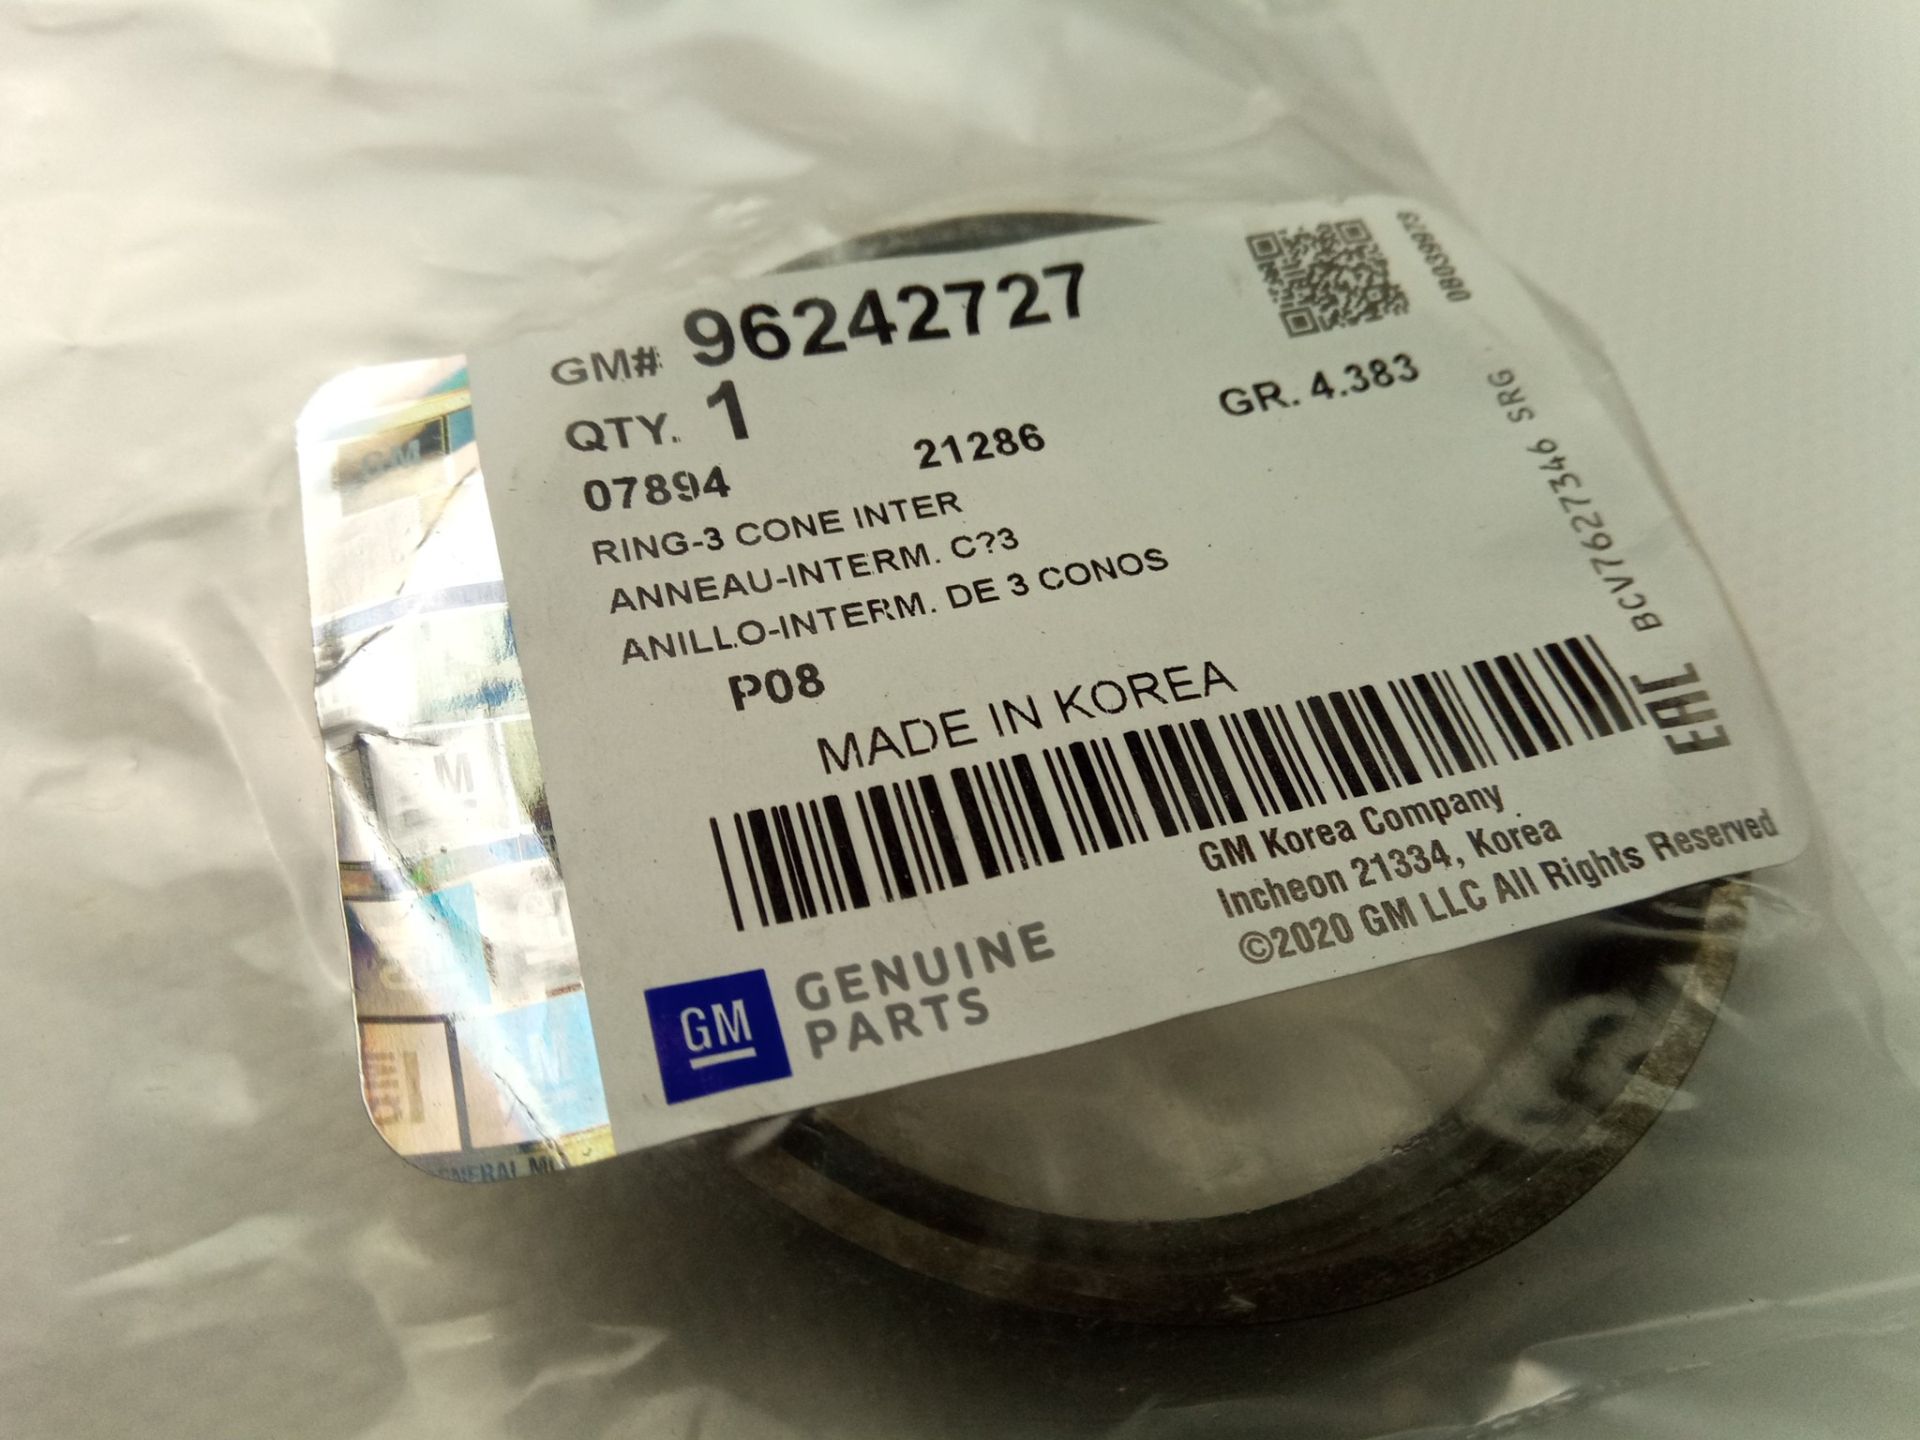 GM# 96242727
QTY. 1
GR. 4.383
07894 21286
RING-3 CONE INTER
ANNEAU-INTERM. C?3
ANILLO-INTERM. DE 3 CONOS
P08
MADE IN KOREA
GM Korea Company
Incheon 21334, Korea
©2020 GM LLC All Rights Reserved
GM GENUINE
PARTS
08039973
BCV7627346 SRG
EAC
GM
M